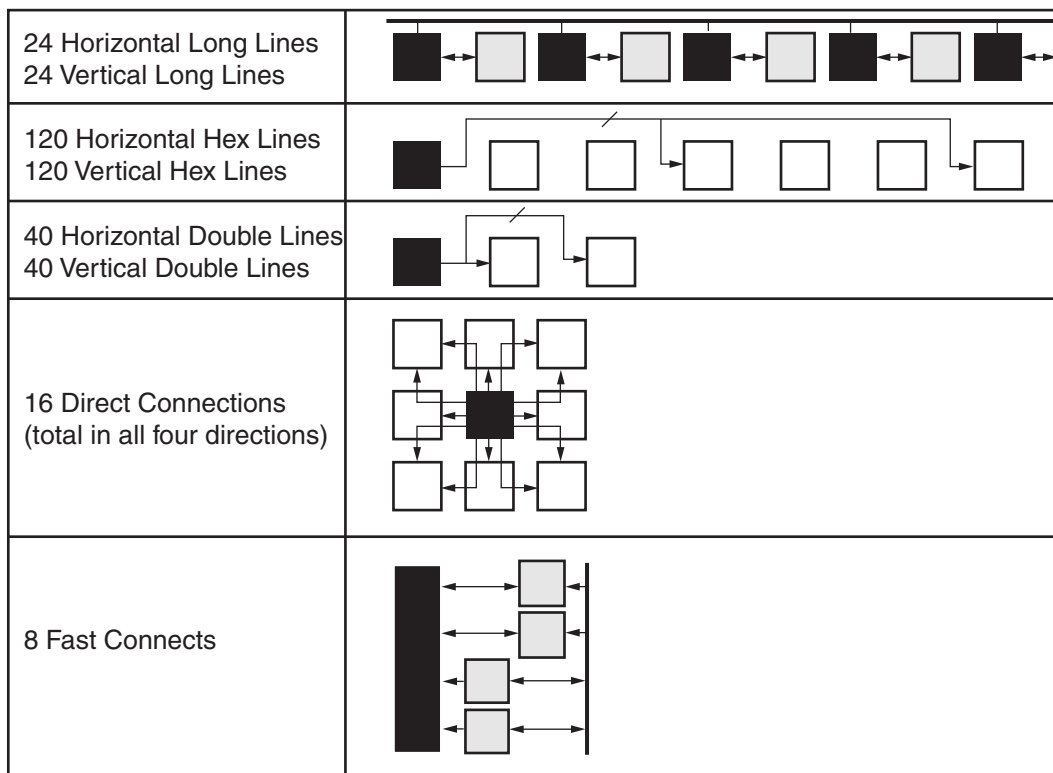 24 Horizontal Long Lines
24 Vertical Long Lines
120 Horizontal Hex Lines
120 Vertical Hex Lines
40 Horizontal Double Lines
40 Vertical Double Lines
16 Direct Connections
(total in all four directions)
8 Fast Connects